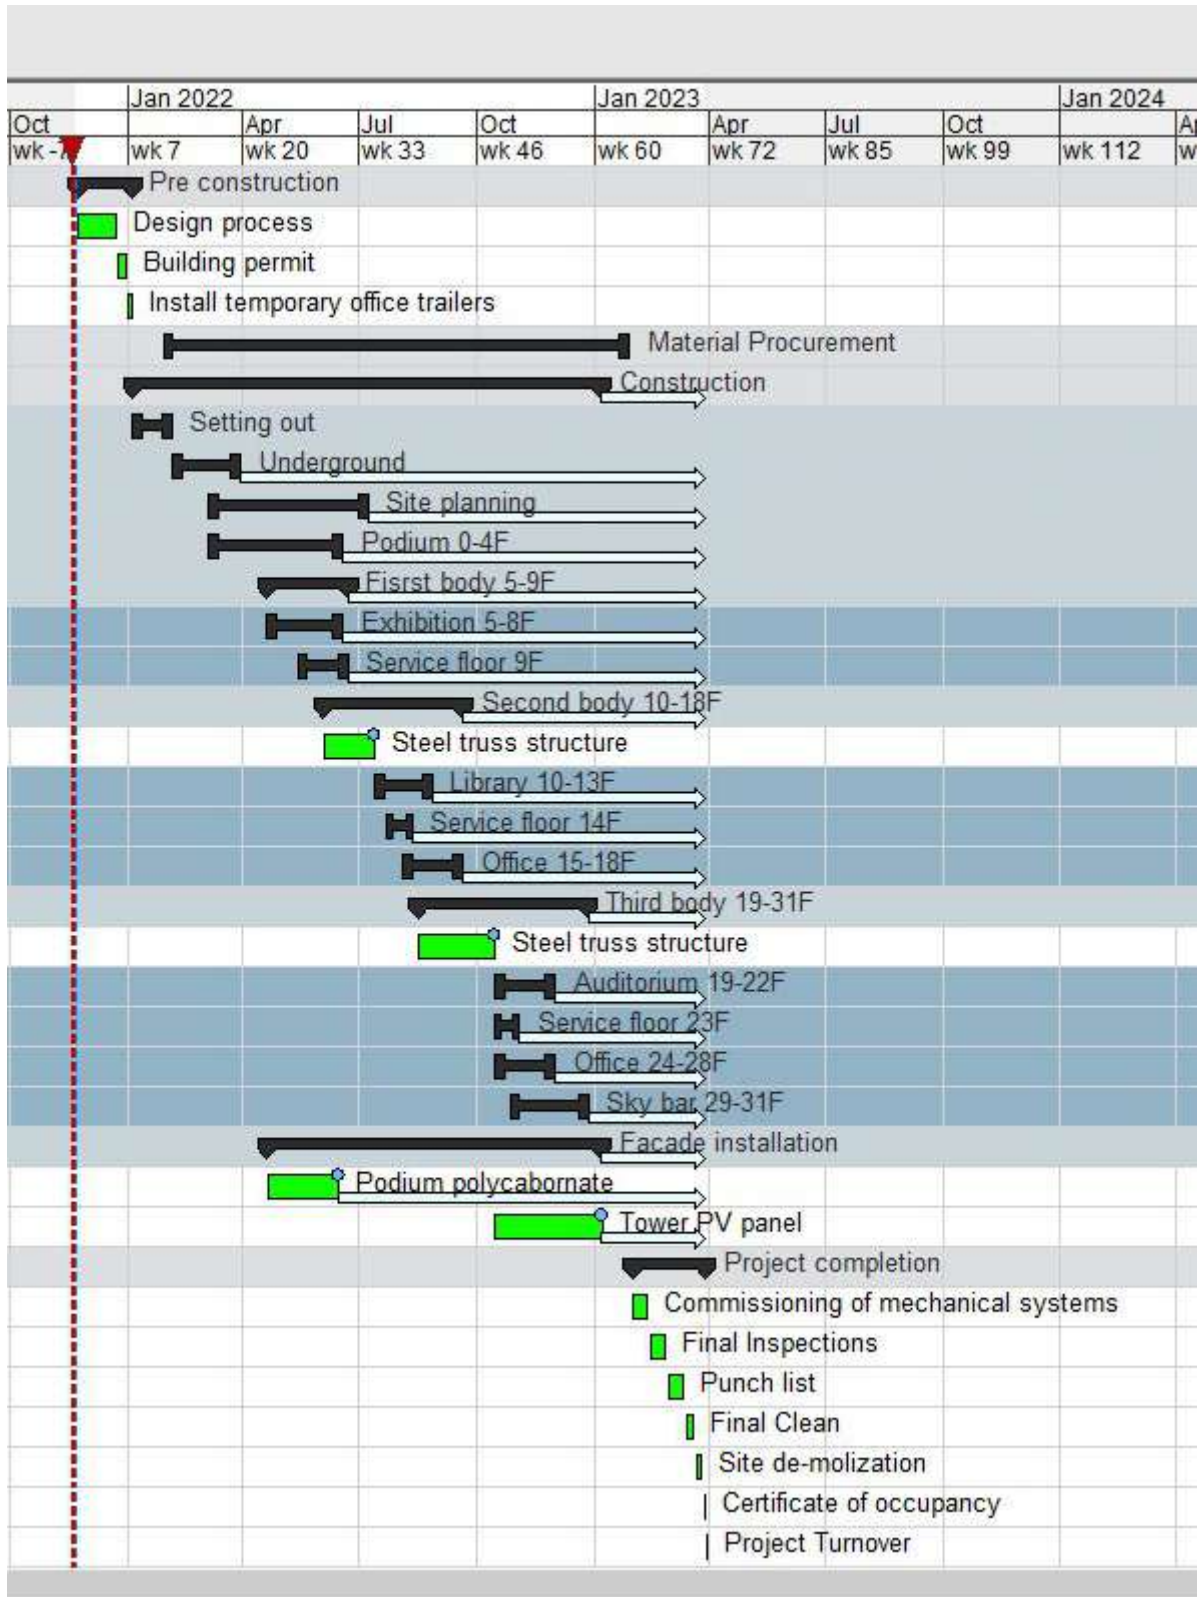 Jan 2022 Jan 2023 Jan 2024
Oct Apr Jul Oct Apr Jul Oct
wk 7 wk 20 wk 33 wk 46 wk 60 wk 72 wk 85 wk 99 wk 112
Pre construction
Design process
Building permit
Install temporary office trailers
Material Procurement
Construction
Setting out
Underground
Site planning
Podium 0-4F
Fisrst body 5-9F
Exhibition 5-8F
Service floor 9F
Second body 10-18F
Steel truss structure
Library 10-13F
Service floor 14F
Office 15-18F
Third body 19-31F
Steel truss structure
Auditorium 19-22F
Service floor 23F
Office 24-28F
Sky bar 29-31F
Facade installation
Podium polycabornate
Tower PV panel
Project completion
Commissioning of mechanical systems
Final Inspections
Punch list
Final Clean
Site de-molization
Certificate of occupancy
Project Turnover